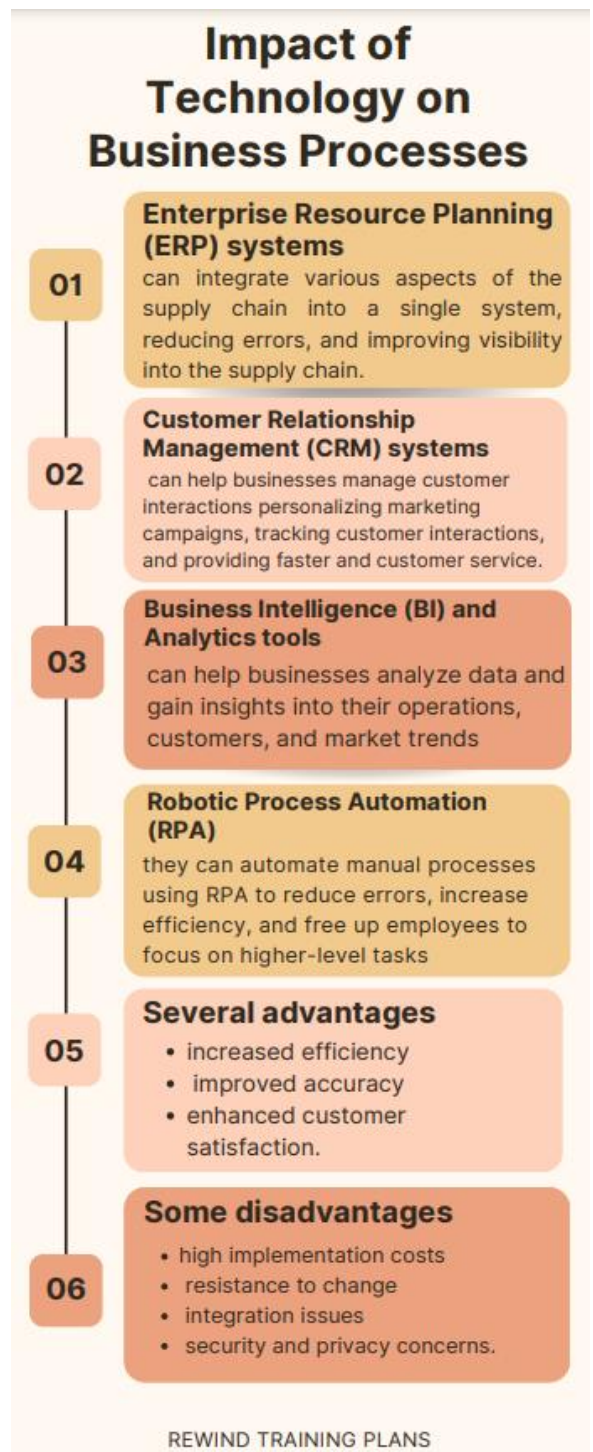 Impact of
Technology on
Business Processes
Enterprise Resource Planning
(ERP) systems
01
can integrate various aspects of the
supply chain into a single system,
reducing errors, and improving visibility
into the supply chain.
Customer Relationship
Management (CRM) systems
02
can help businesses manage customer
interactions personalizing marketing
campaigns, tracking customer interactions,
and providing faster and customer service.
Business Intelligence (BI) and
Analytics tools
03
can help businesses analyze data and
gain insights into their operations,
customers, and market trends
Robotic Process Automation
(RPA)
04
they can automate manual processes
using RPA to reduce errors, increase
efficiency, and free up employees to
focus on higher-level tasks
Several advantages
05
• increased efficiency
• improved accuracy
• enhanced customer
satisfaction.
Some disadvantages
06
• high implementation costs
• resistance to change
• integration issues
• security and privacy concerns.
REWIND TRAINING PLANS